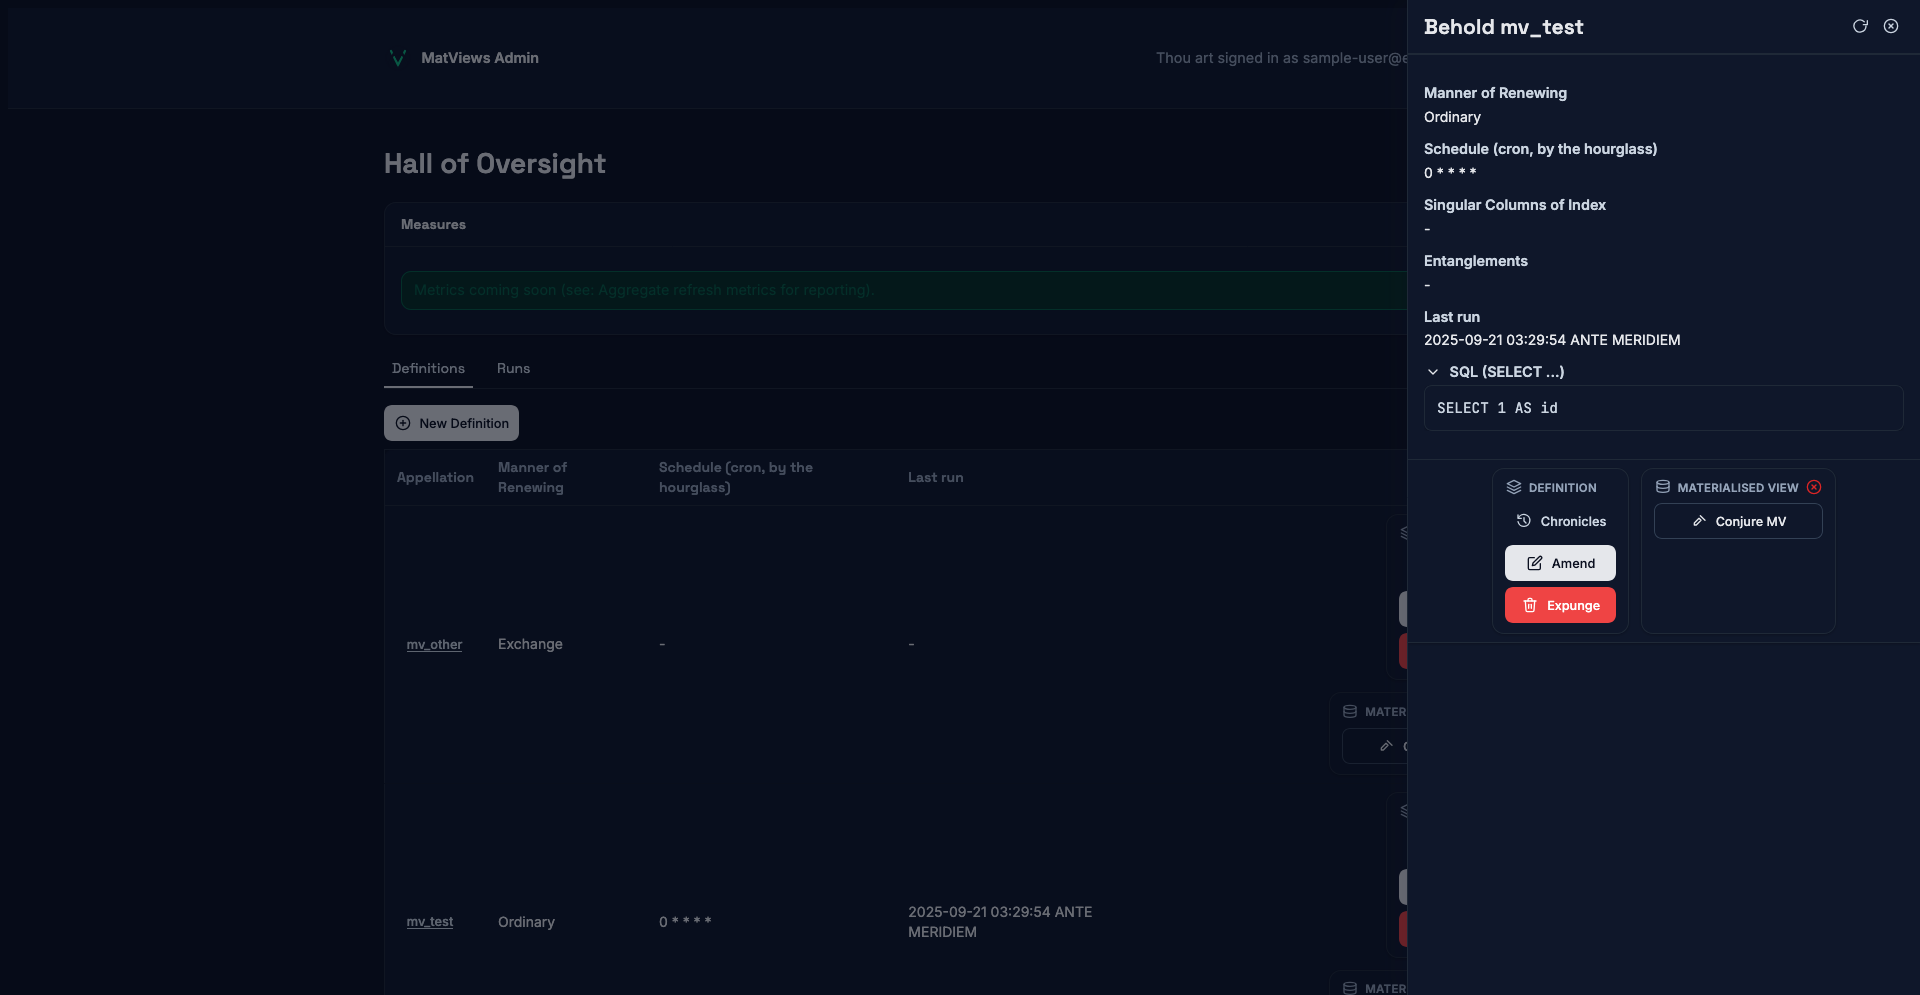 MatViews Admin
Thou art signed in as sample-user@e
Hall of Oversight
Measures
Metrics coming soon (see: Aggregate refresh metrics for reporting).
Definitions
Runs
New Definition
Appellation
Manner of
Renewing
Schedule (cron, by the
hourglass)
Last run
mv_other
Exchange
-
-
MATER
mv_test
Ordinary
0 * * * *
2025-09-21 03:29:54 ANTE
MERIDIEM
MATER
Behold mv_test
Manner of Renewing
Ordinary
Schedule (cron, by the hourglass)
0 * * * *
Singular Columns of Index
-
Entanglements
-
Last run
2025-09-21 03:29:54 ANTE MERIDIEM
SQL (SELECT ...)
SELECT 1 AS id
DEFINITION
Chronicles
Amend
Expunge
MATERIALISED VIEW
Conjure MV